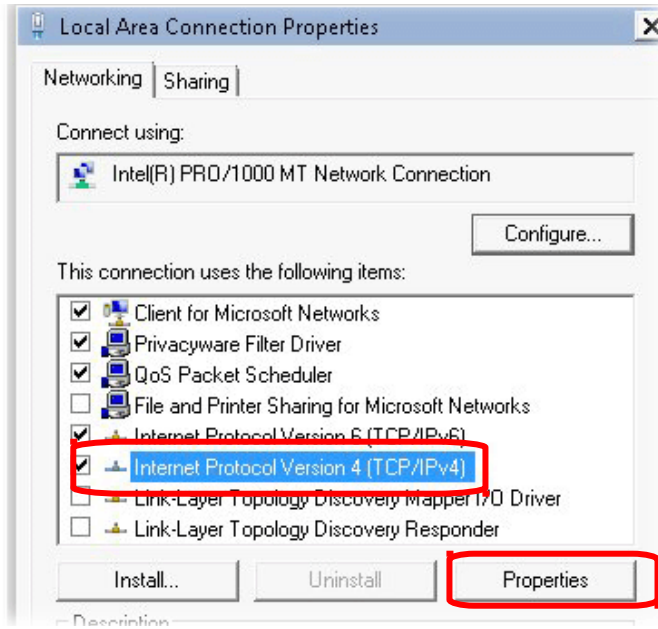 Local Area Connection Properties
Networking
Sharing
Connect using:
Intel(R) PRO/1000 MT Network Connection
Configure...
This connection uses the following items:
Client for Microsoft Networks
Privacyware Filter Driver
QoS Packet Scheduler
File and Printer Sharing for Microsoft Networks
Internet Protocol Version 6 (TCP/IPv6)
Internet Protocol Version 4 (TCP/IPv4)
Link-Layer Topology Discovery Mapper I/O Driver
Link-Layer Topology Discovery Responder
Install...
Uninstall
Properties
Description